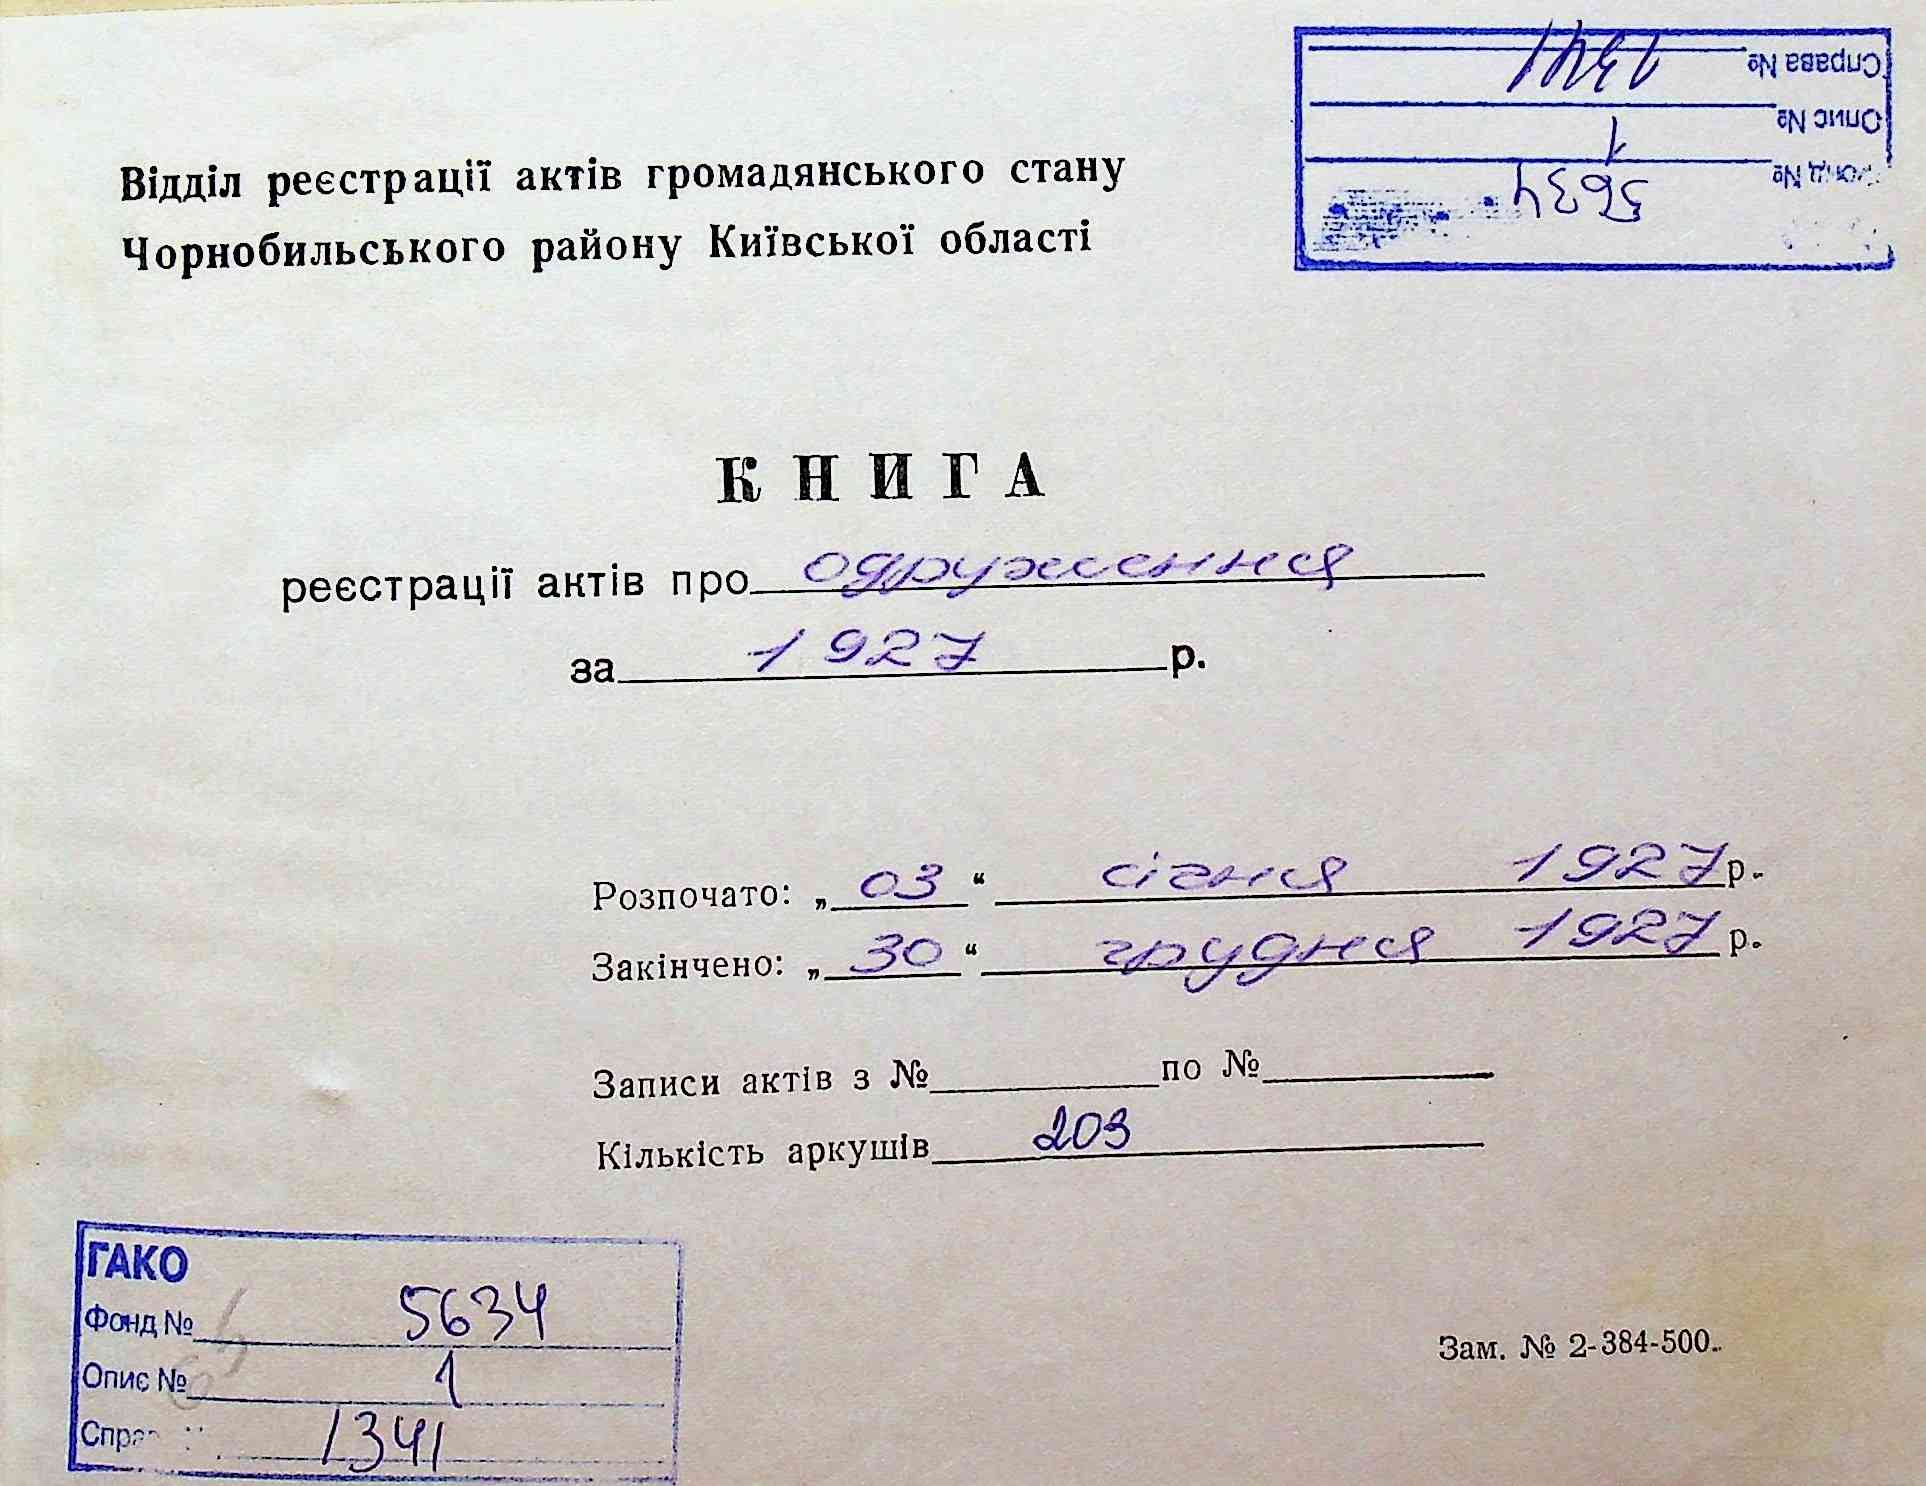 Справа № 1341
Опис № 1
5634
Відділ реєстрації актів громадянського стану
Чорнобильського району Київської області
КНИГА
реєстрації актів про одруження
за 1927 р.
Розпочато: „ 03 “ січня 1927 р.
Закінчено: „ 30 “ грудня 1927 р.
Записи актів з № по №
Кількість аркушів 203
ГАКО
Фонд № 5634
Опис № 1
1341
Зам. № 2-384-500.